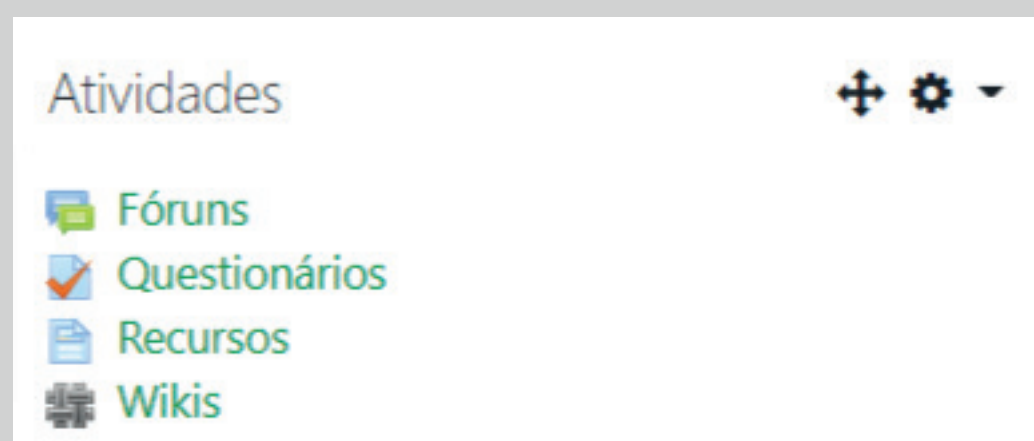 Atividades
Fóruns
Questionários
Recursos
Wikis